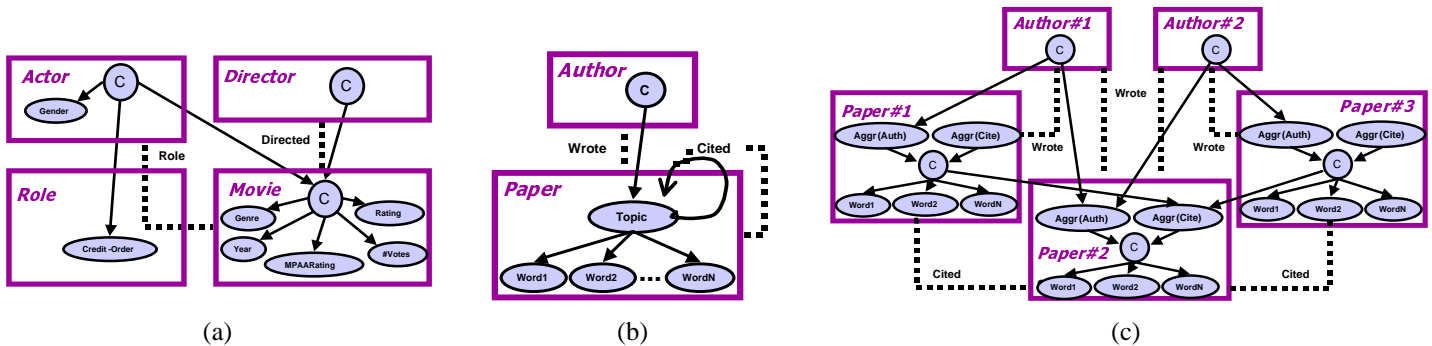 Actor
C
Gender
Role
Role
Credit-Order
Director
C
Directed
Movie
C
Genre
Rating
Year
#Votes
MPAARating
(a)
Author
C
Wrote
Cited
Paper
Topic
Word1
Word2
WordN
(b)
Author#1
C
Author#2
C
Wrote
Paper#1
Aggr(Auth)
Aggr(Cite)
C
Word1
Word2
WordN
Wrote
Wrote
Paper#3
Aggr(Auth)
Aggr(Cite)
C
Word1
Word2
WordN
Aggr(Auth)
Aggr(Cite)
Paper#2
C
Word1
Word2
WordN
Cited
Cited
(c)